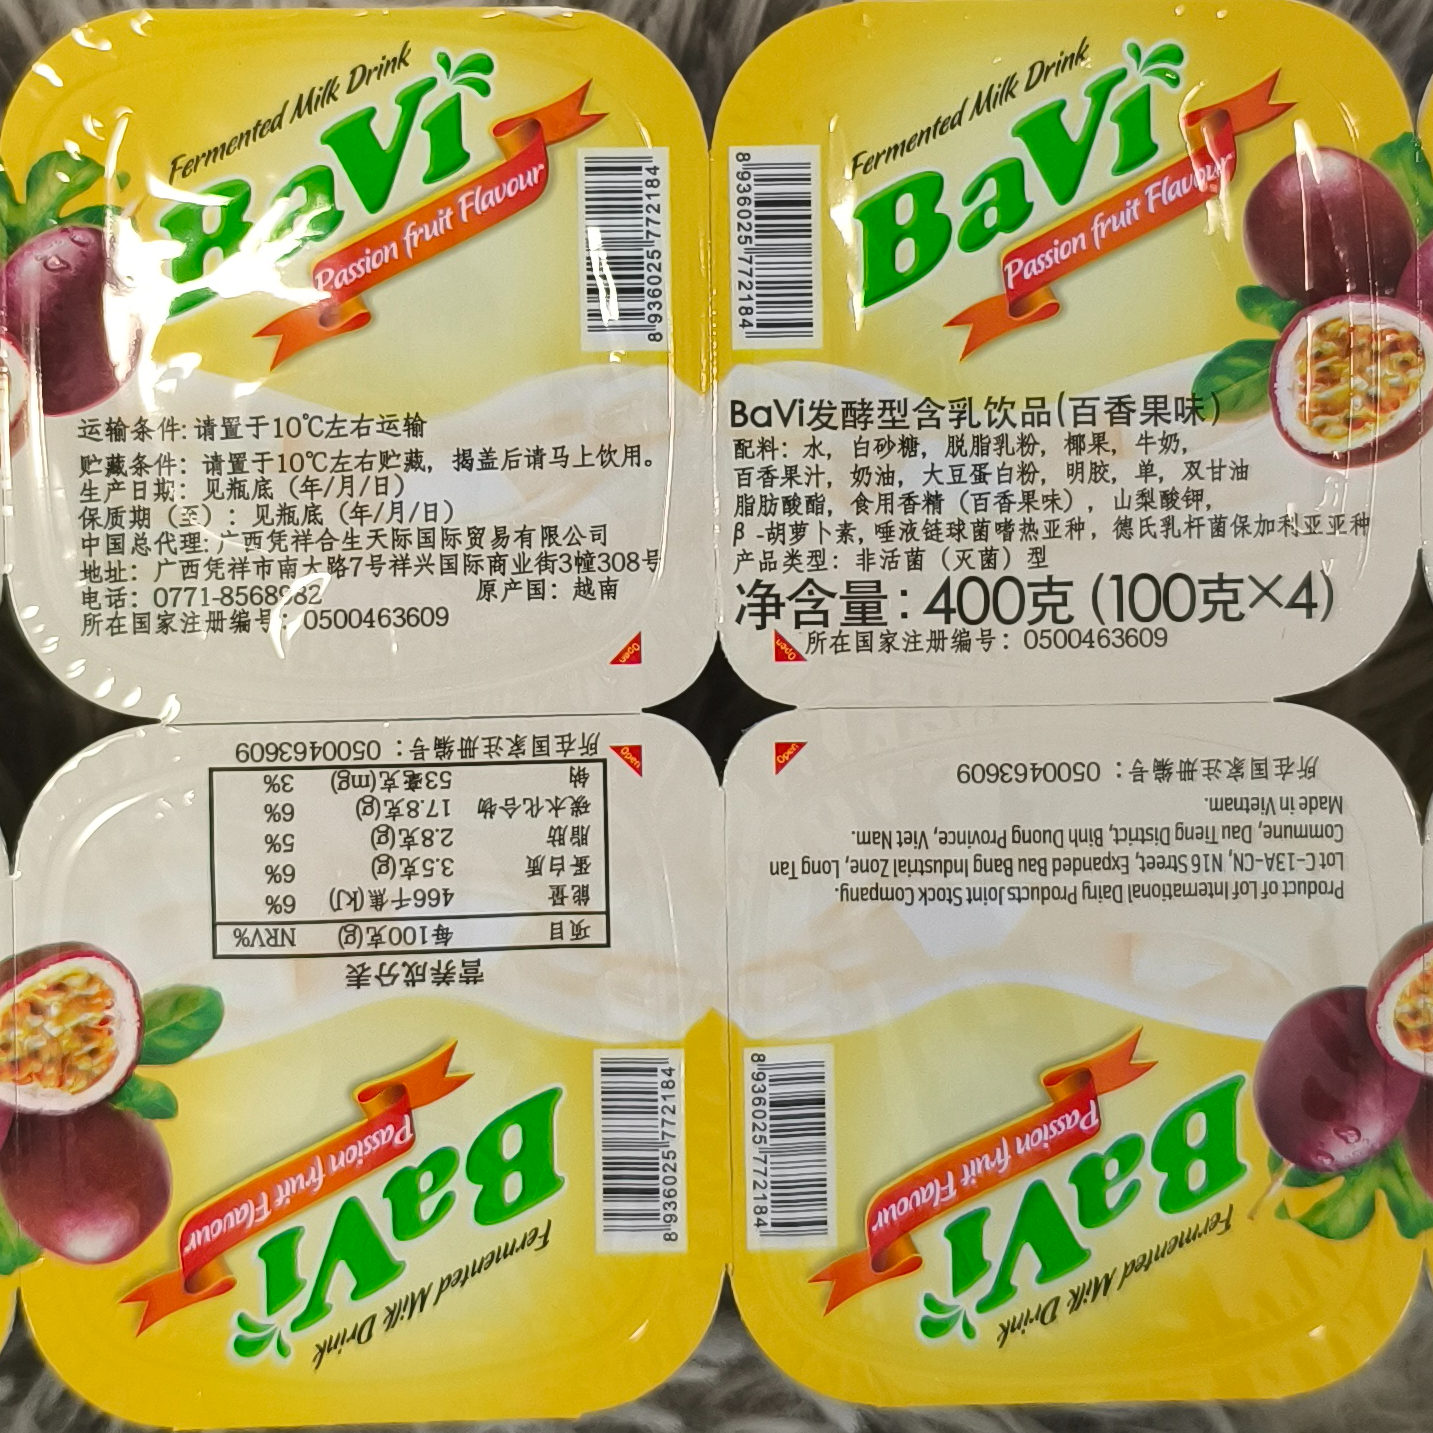 Fermented Milk Drink
BaVi
Passion fruit Flavour
8 936025 772184
运输条件: 请置于10℃左右运输
贮藏条件: 请置于10℃左右贮藏, 揭盖后请马上饮用。
生产日期: 见瓶底 (年/月/日)
保质期 (至) : 见瓶底 (年/月/日)
中国总代理: 广西凭祥合生天际国际贸易有限公司
地址: 广西凭祥市南大路7号祥兴国际商业街3幢308号
电话: 0771-8568982 原产国: 越南
所在国家注册编号: 0500463609
Open
Fermented Milk Drink
BaVi
Passion fruit Flavour
8 936025 772184
BaVi发酵型含乳饮品(百香果味)
配料: 水, 白砂糖, 脱脂乳粉, 椰果, 牛奶,
百香果汁, 奶油, 大豆蛋白粉, 明胶, 单, 双甘油
脂肪酸酯, 食用香精 (百香果味) , 山梨酸钾,
β -胡萝卜素, 唾液链球菌嗜热亚种, 德氏乳杆菌保加利亚亚种
产品类型: 非活菌 (灭菌) 型
净含量: 400克 (100克×4)
Open 所在国家注册编号: 0500463609
Fermented Milk Drink
BaVi
Passion fruit Flavour
8 936025 772184
营养成分表
项目 每100克(g) NRV%
能量 466千焦(kJ) 6%
蛋白质 3.5克(g) 6%
脂肪 2.8克(g) 5%
碳水化合物 17.8克(g) 6%
钠 53毫克(mg) 3%
所在国家注册编号: 0500463609
Open
Fermented Milk Drink
BaVi
Passion fruit Flavour
8 936025 772184
Product of Lof International Dairy Products Joint Stock Company.
Lot C-13A-CN, N16 Street, Expanded Bau Bang Industrial Zone, Long Tan
Commune, Dau Tieng District, Binh Duong Province, Viet Nam.
Made in Vietnam.
所在国家注册编号: 0500463609
Open